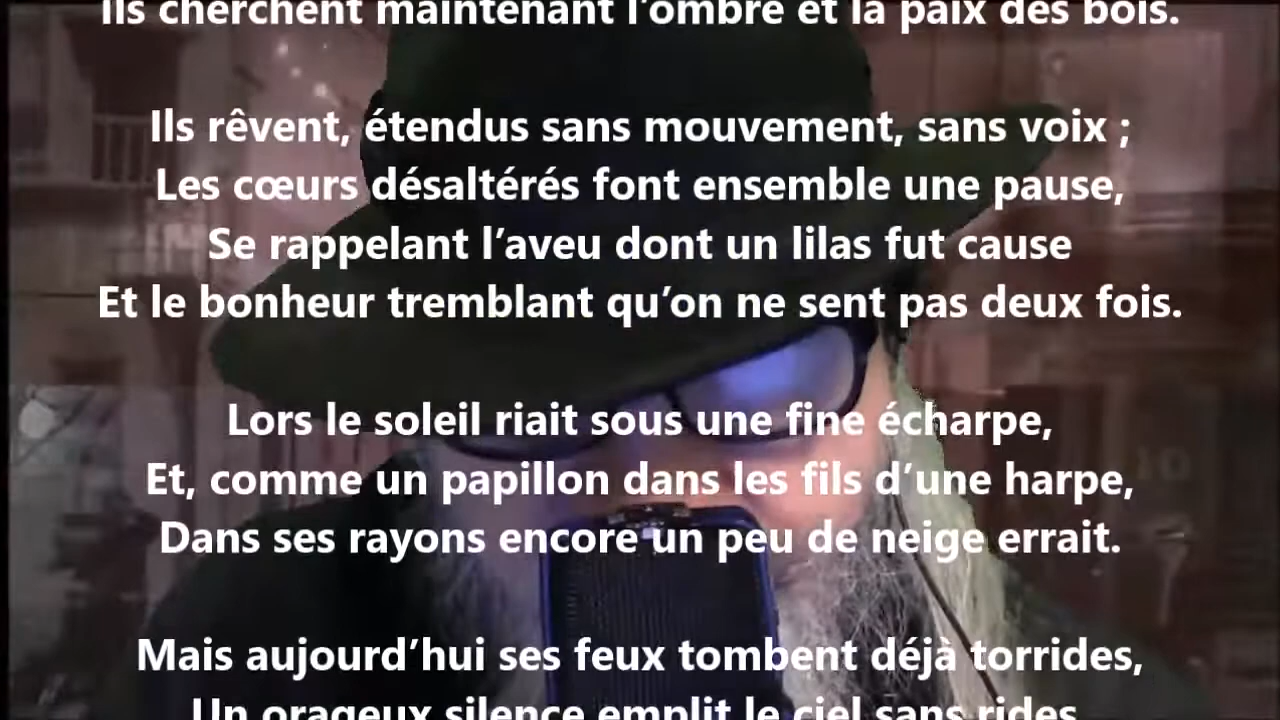 Ils cherchent maintenant l’ombre et la paix des bois.
Ils rêvent, étendus sans mouvement, sans voix ;
Les cœurs désaltérés font ensemble une pause,
Se rappelant l’aveu dont un lilas fut cause
Et le bonheur tremblant qu’on ne sent pas deux fois.
Lors le soleil riait sous une fine écharpe,
Et, comme un papillon dans les fils d’une harpe,
Dans ses rayons encore un peu de neige errait.
Mais aujourd’hui ses feux tombent déjà torrides,
Un orageux silence emplit le ciel sans rides,